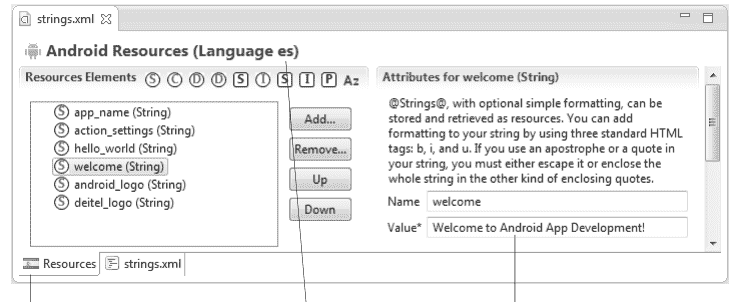 strings.xml
Android Resources (Language es)
Resources Elements S C D D S I S I P Az
S app_name (String)
S action_settings (String)
S hello_world (String)
S welcome (String)
S android_logo (String)
S deitel_logo (String)
Add...
Remove...
Up
Down
Attributes for welcome (String)
@Strings@, with optional simple formatting, can be
stored and retrieved as resources. You can add
formatting to your string by using three standard HTML
tags: b, i, and u. If you use an apostrophe or a quote in
your string, you must either escape it or enclose the
whole string in the other kind of enclosing quotes.
Name welcome
Value* Welcome to Android App Development!
Resources strings.xml